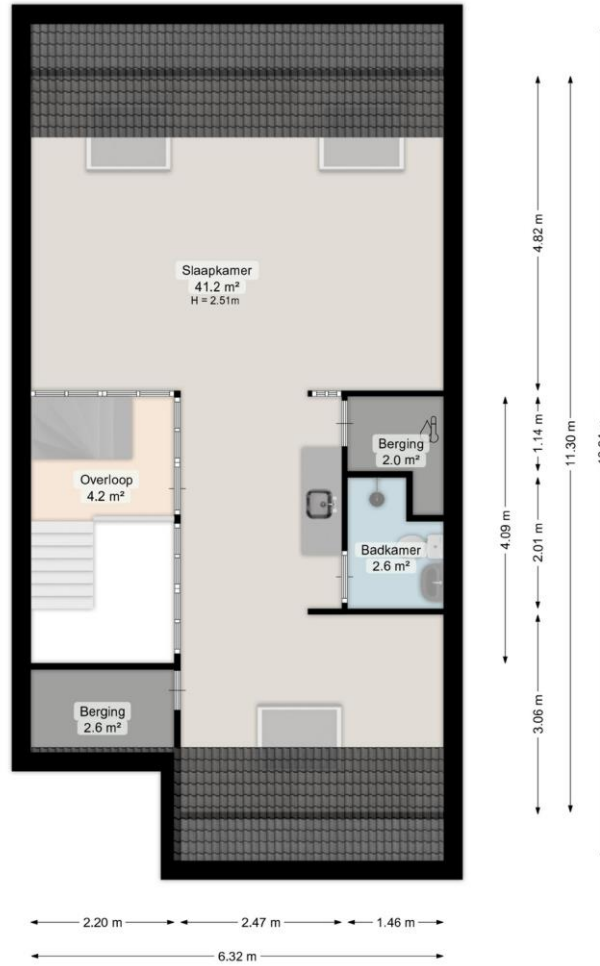 Slaapkamer
41.2 m²
H = 2.51m
Overloop
4.2 m²
Berging
2.0 m²
Badkamer
2.6 m²
Berging
2.6 m²
4.82 m
1.14 m
2.01 m
3.06 m
4.09 m
11.30 m
2.20 m
2.47 m
1.46 m
6.32 m